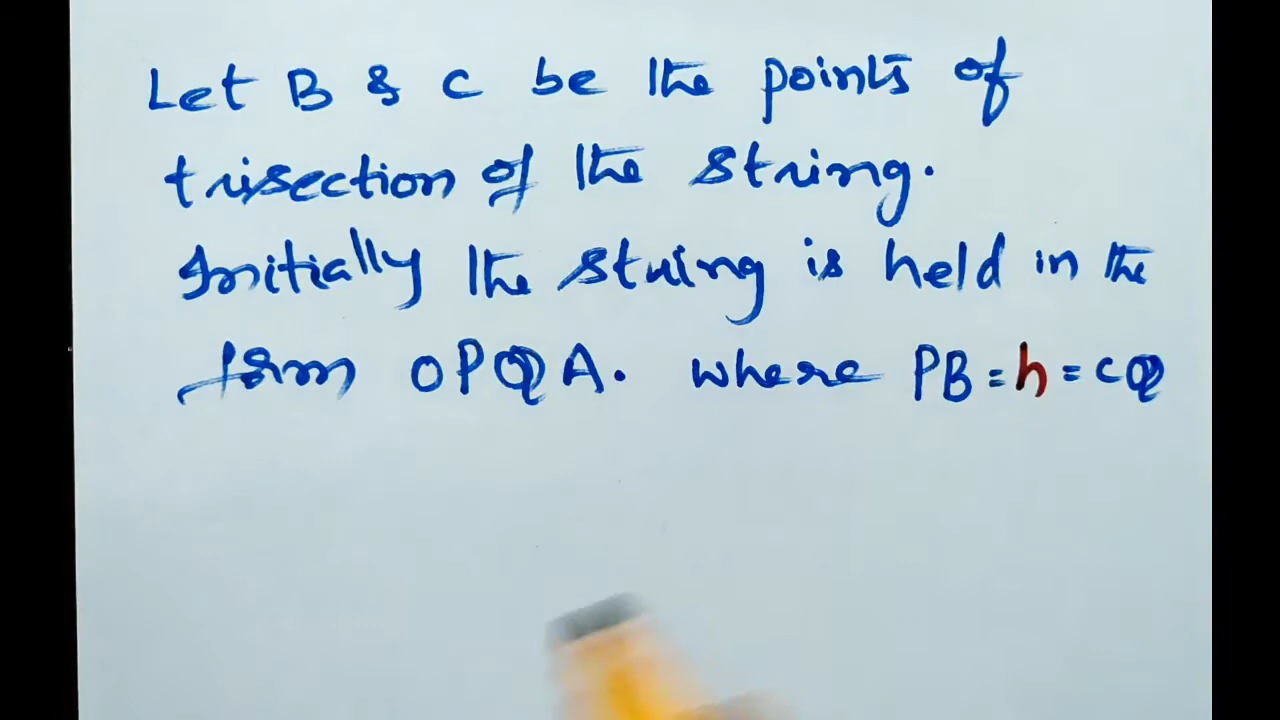 Let B & C be the points of
trisection of the string.
Initially the string is held in the
form OPQA. where PB = h = CQ